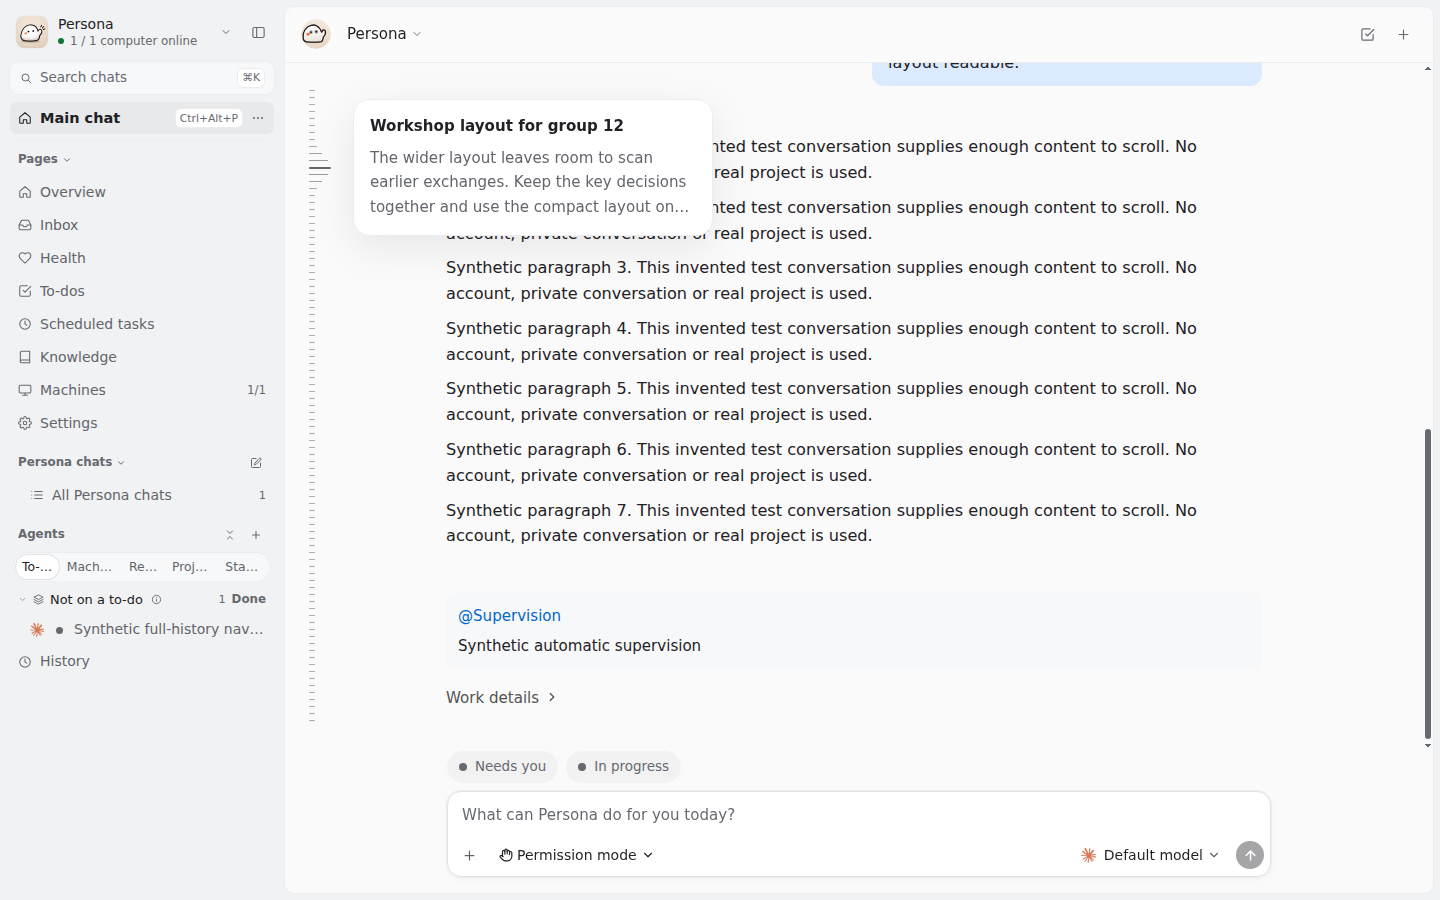 Persona
1 / 1 computer online
Search chats
⌘K
Main chat
Ctrl+Alt+P
Pages
Overview
Inbox
Health
To-dos
Scheduled tasks
Knowledge
Machines
1/1
Settings
Persona chats
All Persona chats
1
Agents
To-...
Mach...
Re...
Proj...
Sta...
Not on a to-do
1 Done
Synthetic full-history nav...
History
Persona
layout readable.
Workshop layout for group 12
The wider layout leaves room to scan
earlier exchanges. Keep the key decisions
together and use the compact layout on...
nted test conversation supplies enough content to scroll. No
real project is used.
nted test conversation supplies enough content to scroll. No
account, private conversation or real project is used.
Synthetic paragraph 3. This invented test conversation supplies enough content to scroll. No
account, private conversation or real project is used.
Synthetic paragraph 4. This invented test conversation supplies enough content to scroll. No
account, private conversation or real project is used.
Synthetic paragraph 5. This invented test conversation supplies enough content to scroll. No
account, private conversation or real project is used.
Synthetic paragraph 6. This invented test conversation supplies enough content to scroll. No
account, private conversation or real project is used.
Synthetic paragraph 7. This invented test conversation supplies enough content to scroll. No
account, private conversation or real project is used.
@Supervision
Synthetic automatic supervision
Work details
Needs you
In progress
What can Persona do for you today?
Permission mode
Default model